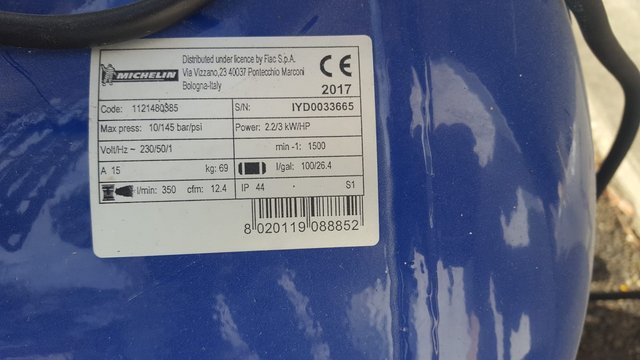 MICHELIN
Distributed under licence by Fiac S.p.A.
Via Vizzano,23 40037 Pontecchio Marconi
Bologna-Italy
CE
2017
Code: 1121480385
S/N: IYD0033665
Max press: 10/145 bar/psi
Power: 2.2/3 kW/HP
Volt/Hz ~ 230/50/1
min -1: 1500
A 15 kg: 69
l/gal: 100/26.4
l/min: 350 cfm: 12.4
IP 44 S1
8 020119 088852